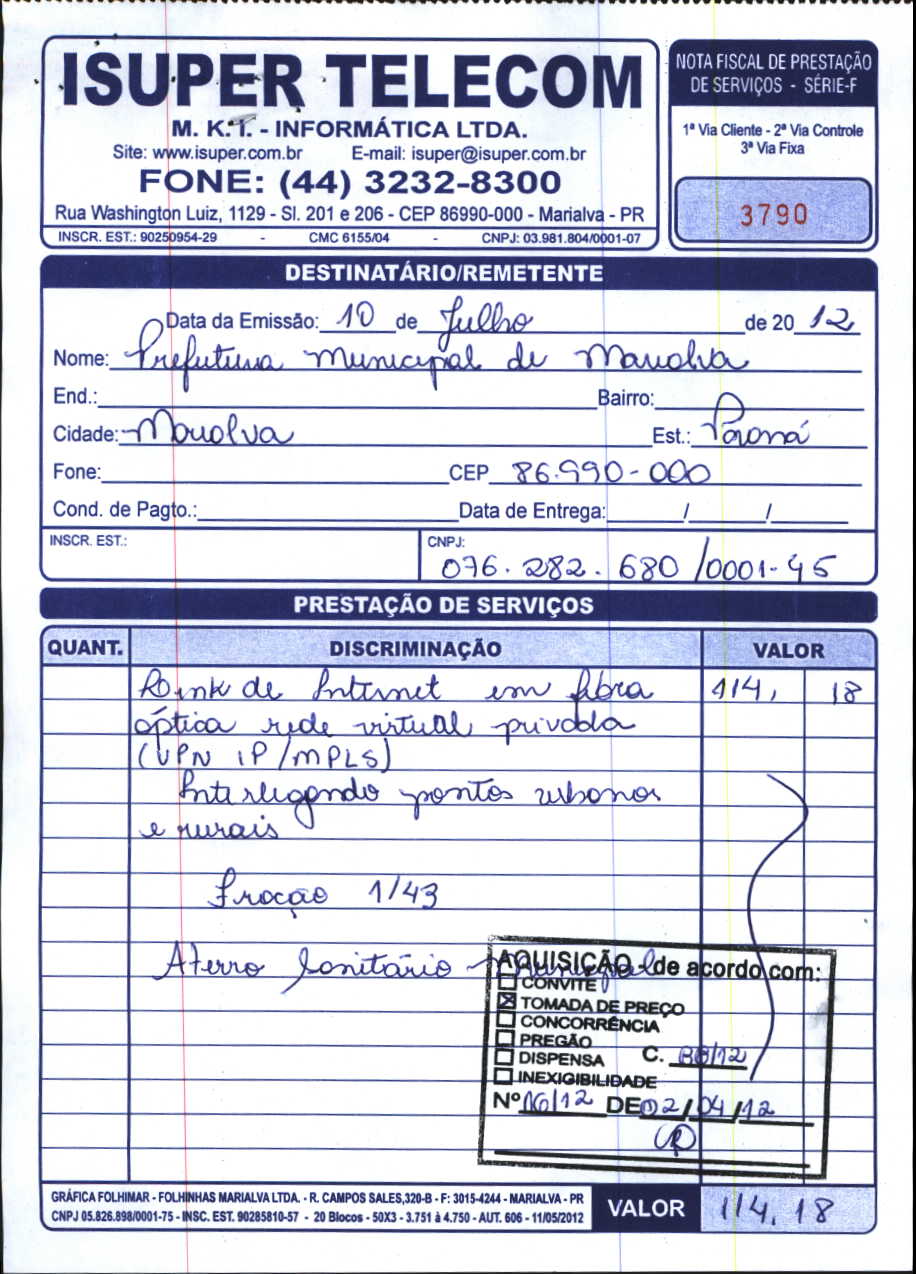 ISUPER TELECOM
M. K. I. - INFORMÁTICA LTDA.
Site: www.isuper.com.br E-mail: isuper@isuper.com.br
FONE: (44) 3232-8300
Rua Washington Luiz, 1129 - Sl. 201 e 206 - CEP 86990-000 - Marialva - PR
INSCR. EST.: 90250954-29 - CMC 6155/04 - CNPJ: 03.981.804/0001-07
NOTA FISCAL DE PRESTAÇÃO
DE SERVIÇOS - SÉRIE-F
1ª Via Cliente - 2ª Via Controle
3ª Via Fixa
3790
DESTINATÁRIO/REMETENTE
Data da Emissão: 10 de Julho de 2012
Nome: Prefeitura Municipal de Marialva
End.: Bairro:
Cidade: Marialva Est.: Paraná
Fone: CEP 86.990-000
Cond. de Pagto.: Data de Entrega: / /
INSCR. EST.: CNPJ:
076.282.680/0001-45
PRESTAÇÃO DE SERVIÇOS
QUANT. DISCRIMINAÇÃO VALOR
Link de Internet em fibra 114, 18
óptica rede virtual privada
(VPN IP/MPLS)
Interligando pontos urbanos
e rurais
Fração 1/43
Aterro Sanitário Municipal
AQUISIÇÃO de acordo com:
CONVITE
TOMADA DE PREÇO
CONCORRÊNCIA
PREGÃO
DISPENSA C. 88/12
INEXIGIBILIDADE
Nº 16/12 DE 02/04/12
GRÁFICA FOLHIMAR - FOLHINHAS MARIALVA LTDA. - R. CAMPOS SALES,320-B - F: 3015-4244 - MARIALVA - PR
CNPJ 05.826.898/0001-75 - INSC. EST. 90285810-57 - 20 Blocos - 50X3 - 3.751 à 4.750 - AUT. 606 - 11/05/2012
VALOR 114,18